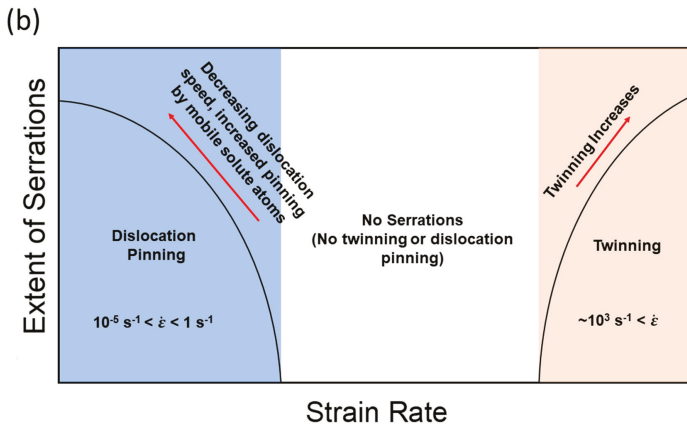 (b)
Extent of Serrations
Decreasing dislocation
speed, increased pinning
by mobile solute atoms
Dislocation
Pinning
10⁻⁵ s⁻¹ < ε̇ < 1 s⁻¹
No Serrations
(No twinning or dislocation
pinning)
Twinning Increases
Twinning
~10³ s⁻¹ < ε̇
Strain Rate